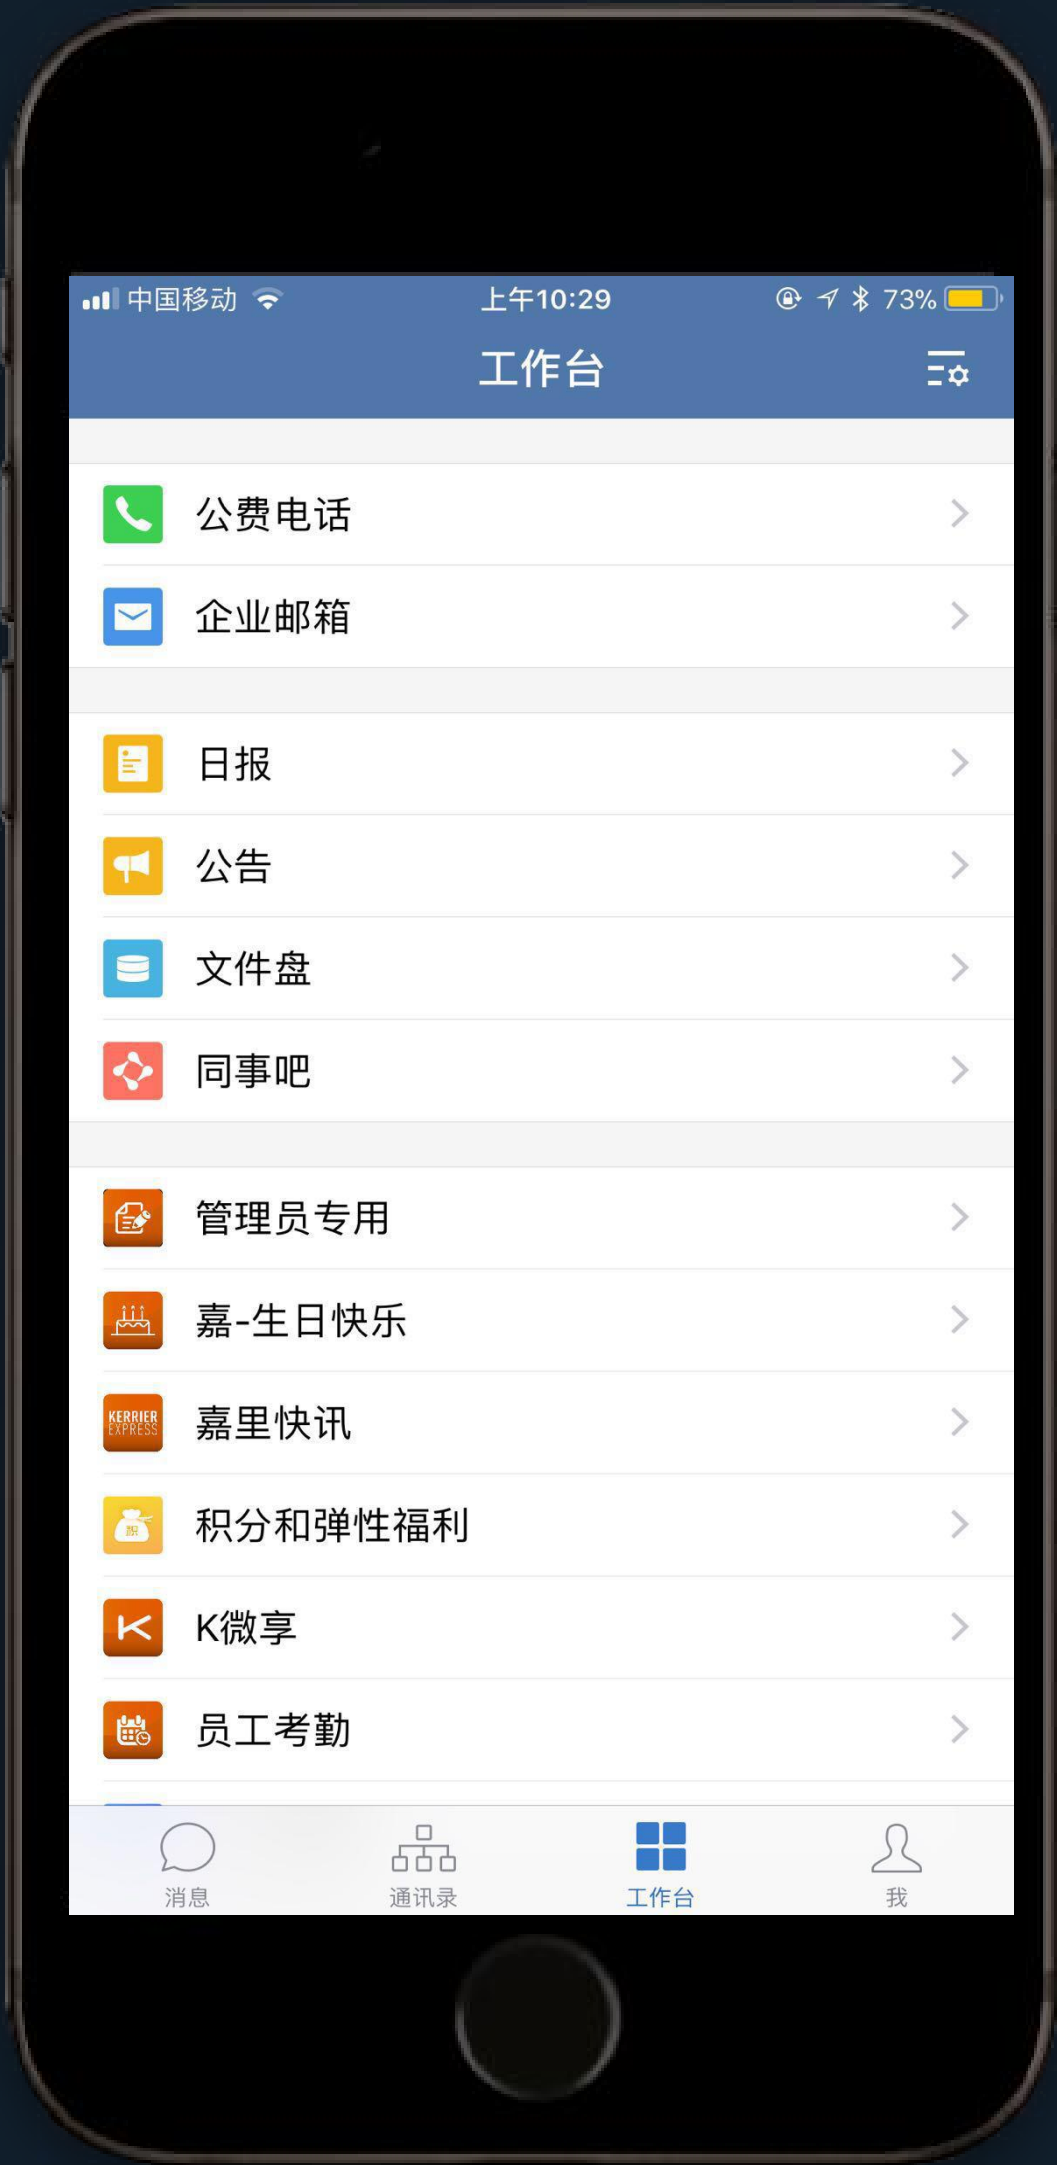 中国移动 上午10:29 73%
工作台
公费电话
企业邮箱
日报
公告
文件盘
同事吧
管理员专用
嘉-生日快乐
KERRIER
EXPRESS
嘉里快讯
积
积分和弹性福利
K微享
员工考勤
消息 通讯录 工作台 我